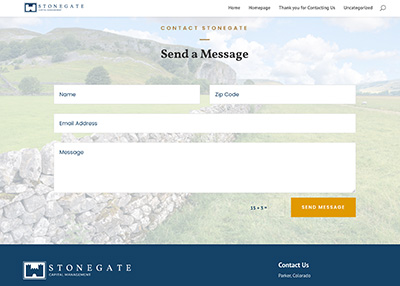 STONEGATE
CAPITAL MANAGEMENT
Home Homepage Thank you for Contacting Us Uncategorized
CONTACT STONEGATE
Send a Message
Name Zip Code
Email Address
Message
15 + 5 =
SEND MESSAGE
STONEGATE
CAPITAL MANAGEMENT
Contact Us
Parker, Colorado